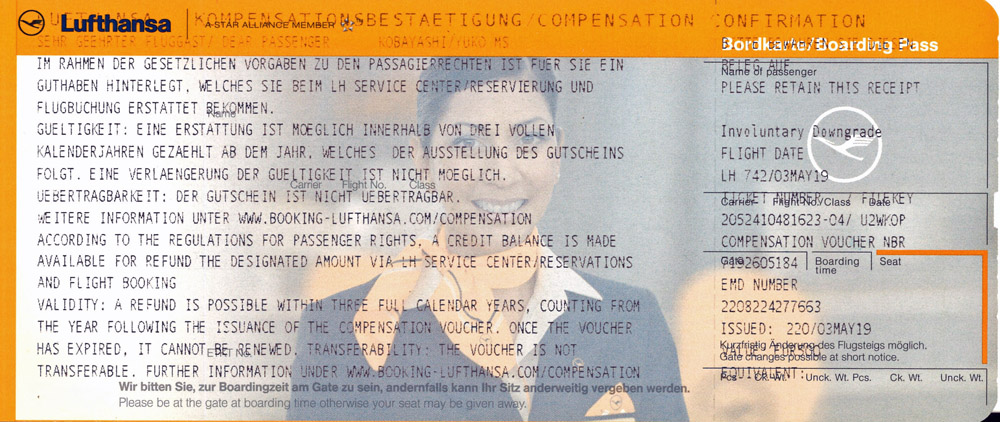 Lufthansa
A STAR ALLIANCE MEMBER
LUFTHANSA KOMPENSATIONSBESTAETIGUNG/COMPENSATION CONFIRMATION
SEHR GEEHRTER FLUGGAST/ DEAR PASSENGER KOBAYASHI/YUKO MS
IM RAHMEN DER GESETZLICHEN VORGABEN ZU DEN PASSAGIERRECHTEN IST FUER SIE EIN
GUTHABEN HINTERLEGT, WELCHES SIE BEIM LH SERVICE CENTER/RESERVIERUNG UND
FLUGBUCHUNG ERSTATTET BEKOMMEN.
Name
GUELTIGKEIT: EINE ERSTATTUNG IST MOEGLICH INNERHALB VON DREI VOLLEN
KALENDERJAHREN GEZAEHLT AB DEM JAHR, WELCHES DER AUSSTELLUNG DES GUTSCHEINS
FOLGT. EINE VERLAENGERUNG DER GUELTIGKEIT IST NICHT MOEGLICH.
Carrier Flight No. Class
UEBERTRAGBARKEIT: DER GUTSCHEIN IST NICHT UEBERTRAGBAR.
WEITERE INFORMATION UNTER WWW.BOOKING-LUFTHANSA.COM/COMPENSATION
ACCORDING TO THE REGULATIONS FOR PASSENGER RIGHTS, A CREDIT BALANCE IS MADE
AVAILABLE FOR REFUND THE DESIGNATED AMOUNT VIA LH SERVICE CENTER/RESERVATIONS
AND FLIGHT BOOKING
VALIDITY: A REFUND IS POSSIBLE WITHIN THREE FULL CALENDAR YEARS, COUNTING FROM
THE YEAR FOLLOWING THE ISSUANCE OF THE COMPENSATION VOUCHER. ONCE THE VOUCHER
HAS EXPIRED, IT CANNOT BE RENEWED. TRANSFERABILITY: THE VOUCHER IS NOT
TRANSFERABLE. FURTHER INFORMATION UNDER WWW.BOOKING-LUFTHANSA.COM/COMPENSATION
Wir bitten Sie, zur Boardingzeit am Gate zu sein, andernfalls kann Ihr Sitz anderweitig vergeben werden.
Please be at the gate at boarding time otherwise your seat may be given away.
Bordkarte/Boarding Pass
BITTE BEWAHREN SIE DIESEN
BELEG AUF
Name of passenger
PLEASE RETAIN THIS RECEIPT
Involuntary Downgrade
FLIGHT DATE
LH 742/03MAY19
TICKET NUMBER / FILEKEY
Carrier Flight No./Class Date
2052410481623-04/ U2WKOP
COMPENSATION VOUCHER NBR
Gate Boarding time Seat
7192605184
EMD NUMBER
2208224277663
ISSUED: 220/03MAY19
Kurzfristig Änderung des Flugsteigs möglich.
Gate changes possible at short notice.
EQUIVALENT:
Pcs Ck. Wt. Unck. Wt. Pcs. Ck. Wt. Unck. Wt.